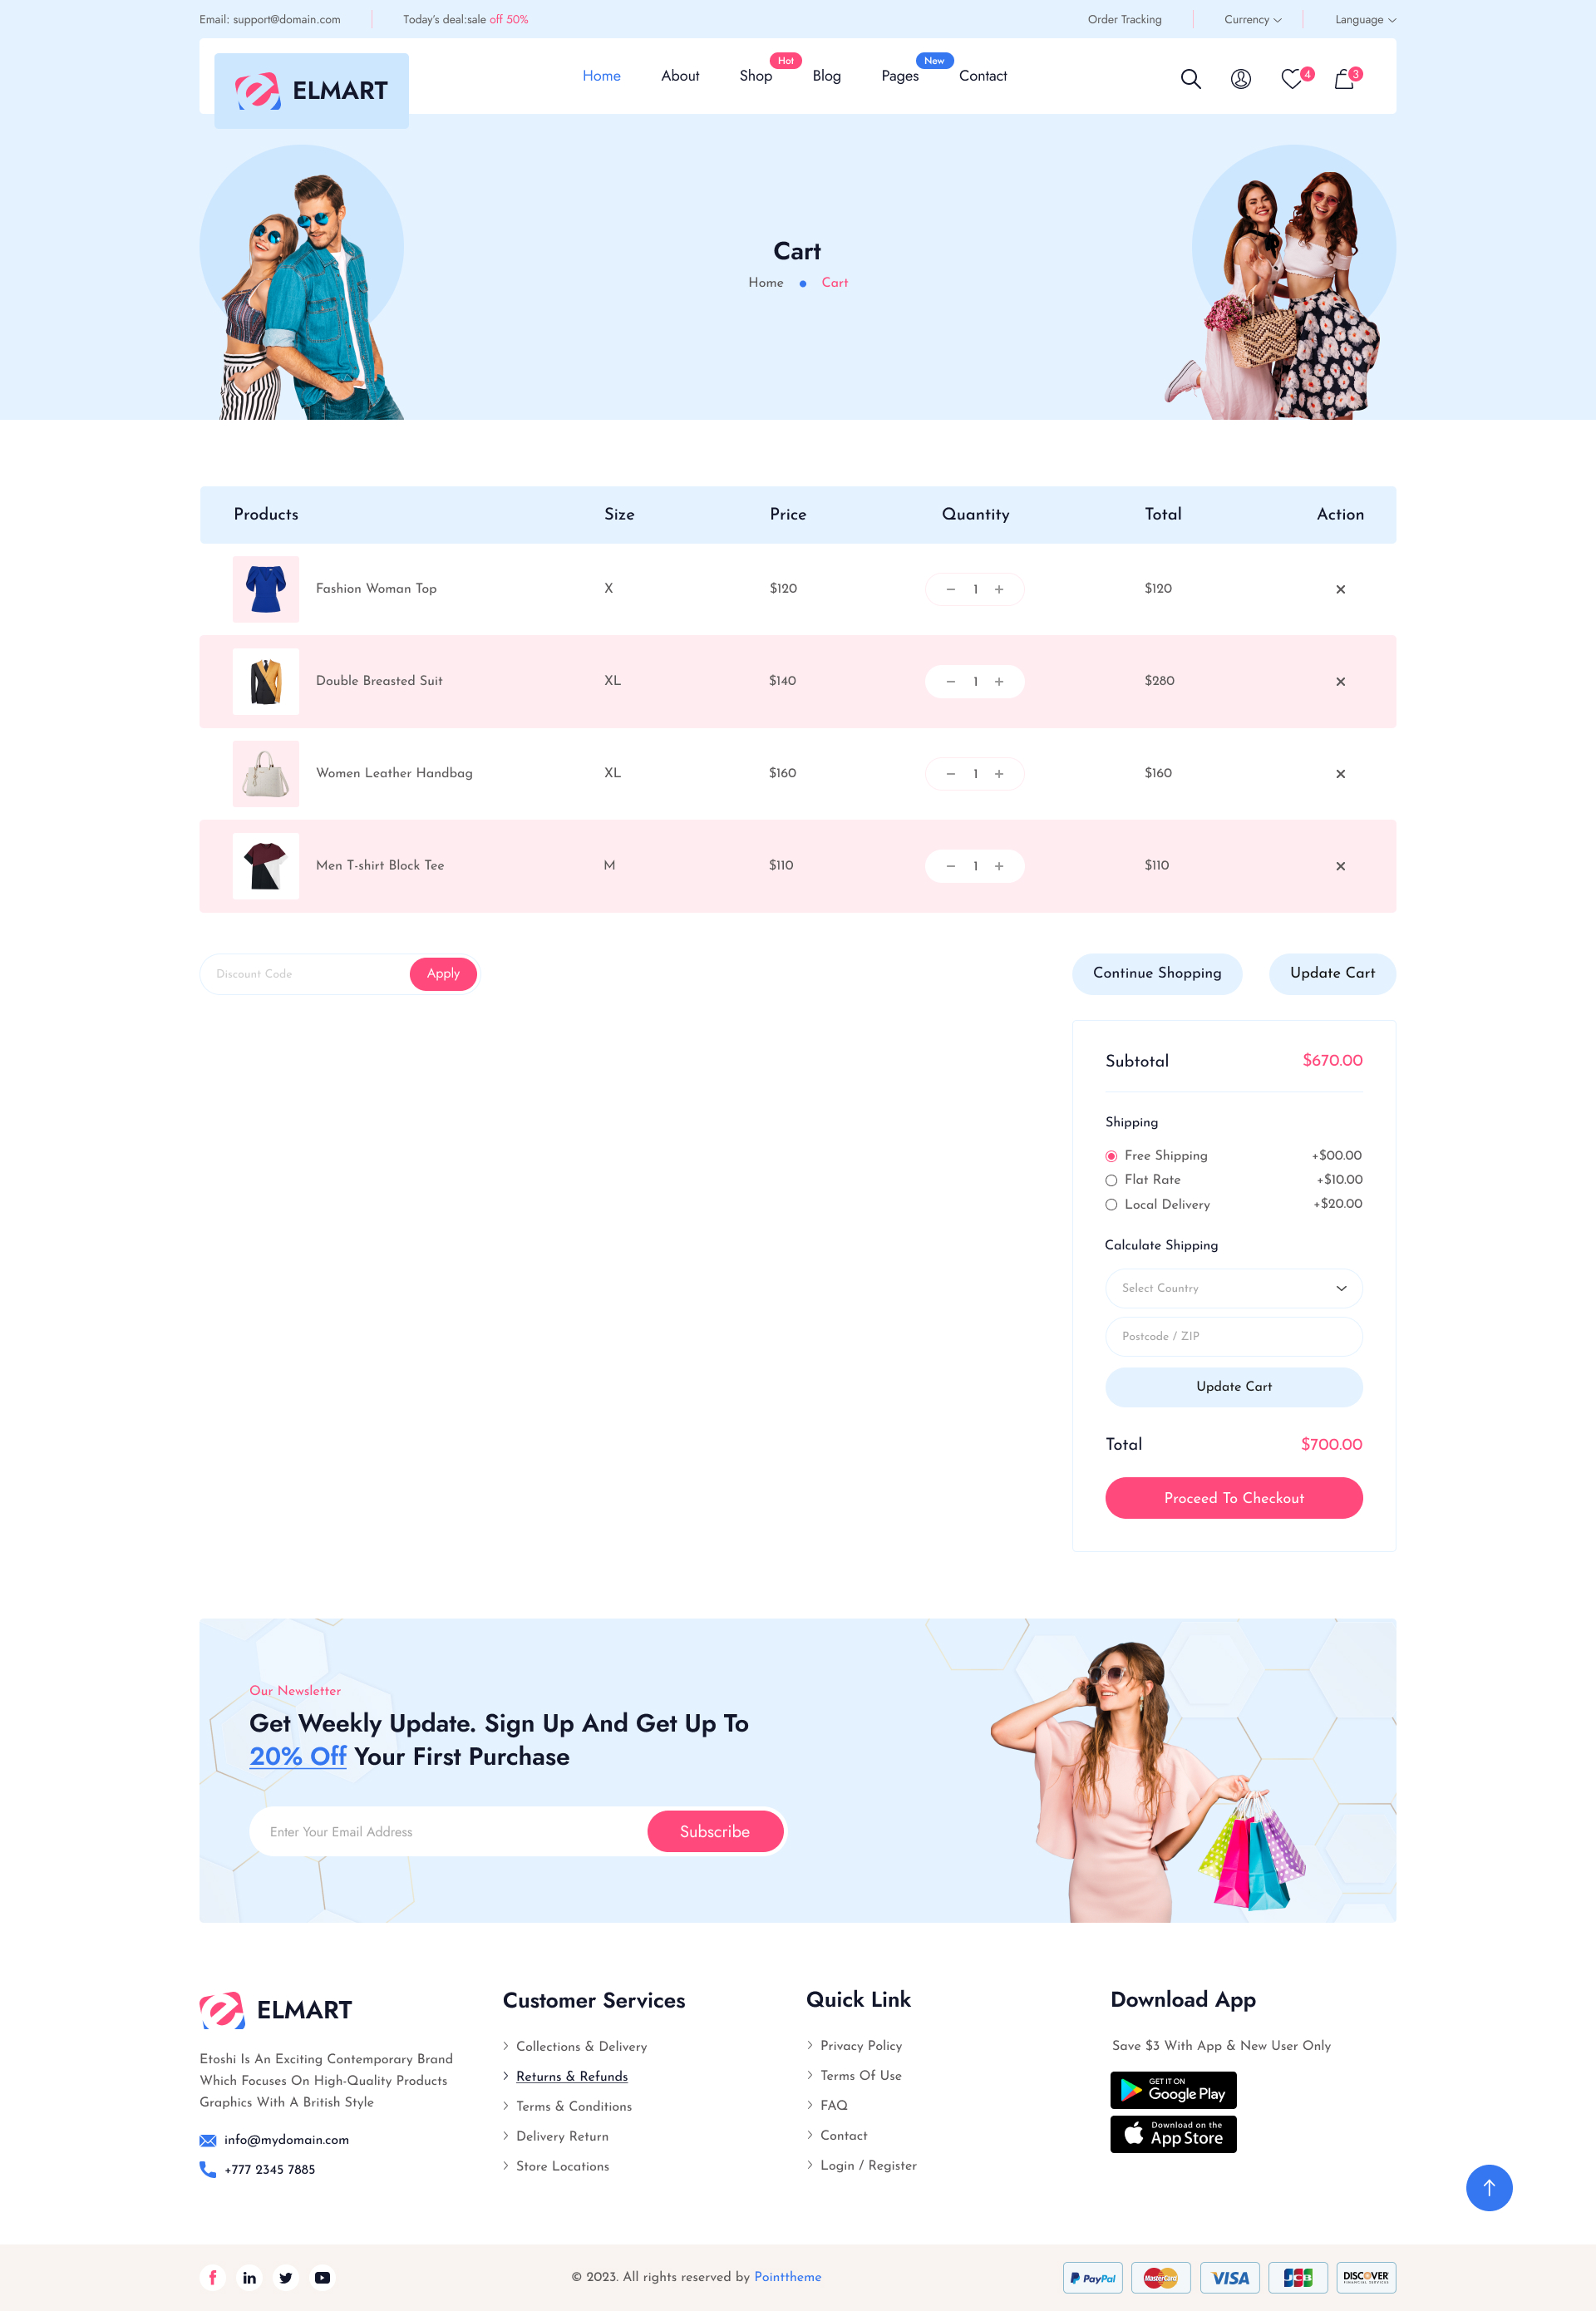 Email: support@domain.com
Today's deal:sale off 50%
Order Tracking
Currency
Language
ELMART
Home
About
Shop
Hot
Blog
Pages
New
Contact
4
3
Cart
Home
Cart
Products Size Price Quantity Total Action
Fashion Woman Top X $120 − 1 + $120 ×
Double Breasted Suit XL $140 − 1 + $280 ×
Women Leather Handbag XL $160 − 1 + $160 ×
Men T-shirt Block Tee M $110 − 1 + $110 ×
Discount Code
Apply
Continue Shopping
Update Cart
Subtotal $670.00
Shipping
Free Shipping +$00.00
Flat Rate +$10.00
Local Delivery +$20.00
Calculate Shipping
Select Country
Postcode / ZIP
Update Cart
Total $700.00
Proceed To Checkout
Our Newsletter
Get Weekly Update. Sign Up And Get Up To
20% Off Your First Purchase
Enter Your Email Address
Subscribe
ELMART
Etoshi Is An Exciting Contemporary Brand
Which Focuses On High-Quality Products
Graphics With A British Style
info@mydomain.com
+777 2345 7885
Customer Services
Collections & Delivery
Returns & Refunds
Terms & Conditions
Delivery Return
Store Locations
Quick Link
Privacy Policy
Terms Of Use
FAQ
Contact
Login / Register
Download App
Save $3 With App & New User Only
GET IT ON
Google Play
Download on the
App Store
© 2023. All rights reserved by Pointtheme
PayPal
MasterCard
VISA
JCB
DISCOVER
FINANCIAL SERVICES